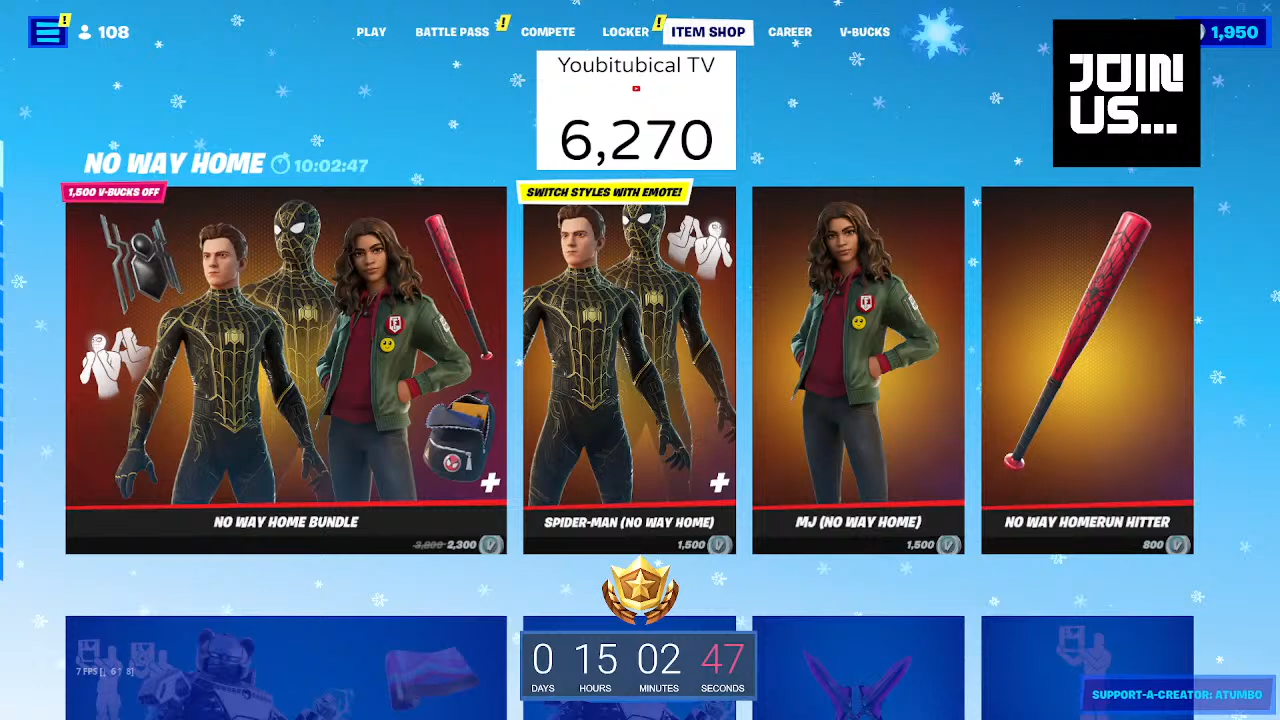 !
108
PLAY
BATTLE PASS
!
COMPETE
LOCKER
!
ITEM SHOP
CAREER
V-BUCKS
1,950
Youbitubical TV
6,270
JOIN
US...
NO WAY HOME 10:02:47
1,500 V-BUCKS OFF
SWITCH STYLES WITH EMOTE!
NO WAY HOME BUNDLE
3,800 2,300
SPIDER-MAN (NO WAY HOME)
1,500
MJ (NO WAY HOME)
1,500
NO WAY HOMERUN HITTER
800
0 15 02 47
DAYS HOURS MINUTES SECONDS
SUPPORT-A-CREATOR: ATUMBO